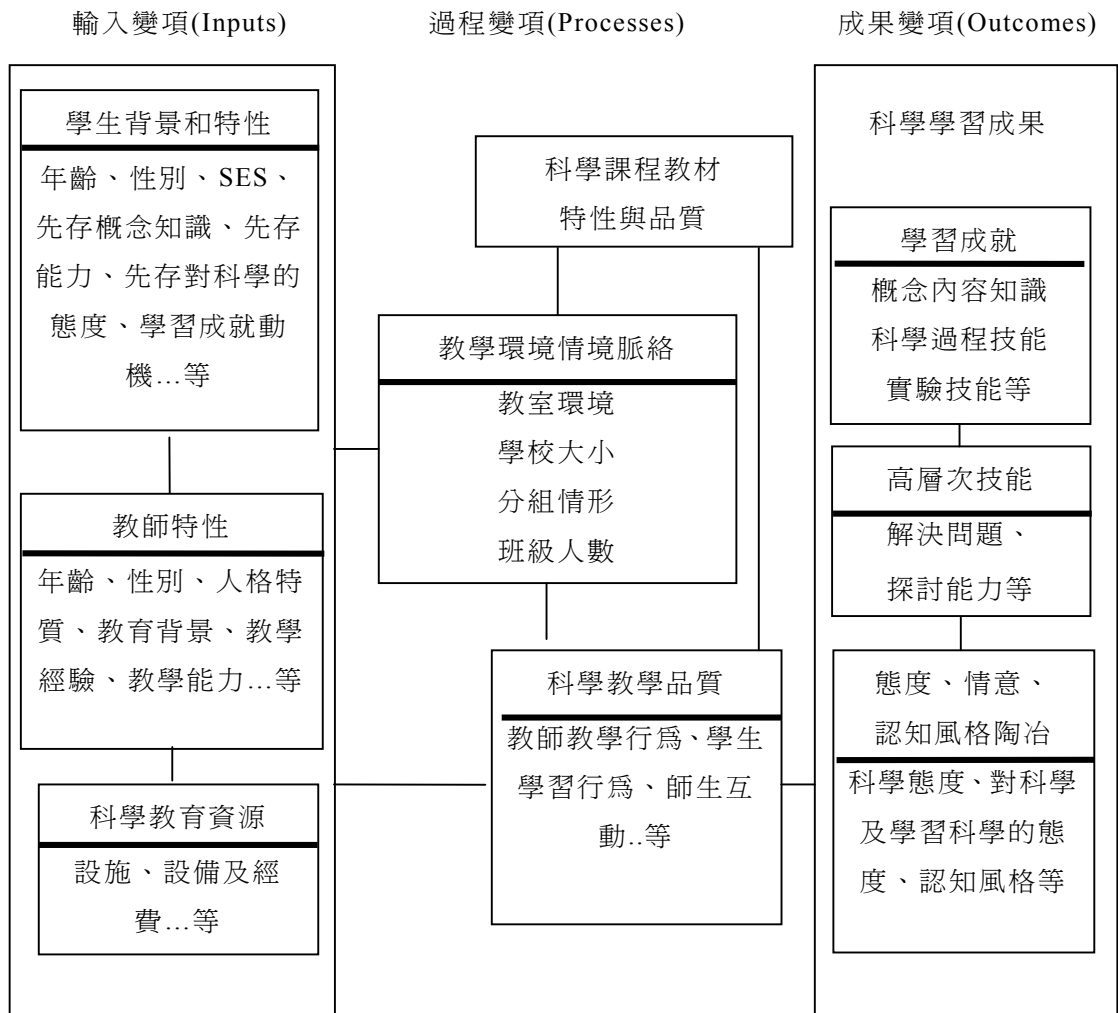 輸入變項(Inputs)
過程變項(Processes)
成果變項(Outcomes)
學生背景和特性
年齡、性別、SES、
先存概念知識、先存
能力、先存對科學的
態度、學習成就動
機…等
教師特性
年齡、性別、人格特
質、教育背景、教學
經驗、教學能力…等
科學教育資源
設施、設備及經
費…等
科學課程教材
特性與品質
教學環境情境脈絡
教室環境
學校大小
分組情形
班級人數
科學教學品質
教師教學行爲、學生
學習行爲、師生互
動..等
科學學習成果
學習成就
概念內容知識
科學過程技能
實驗技能等
高層次技能
解決問題、
探討能力等
態度、情意、
認知風格陶冶
科學態度、對科學
及學習科學的態
度、認知風格等